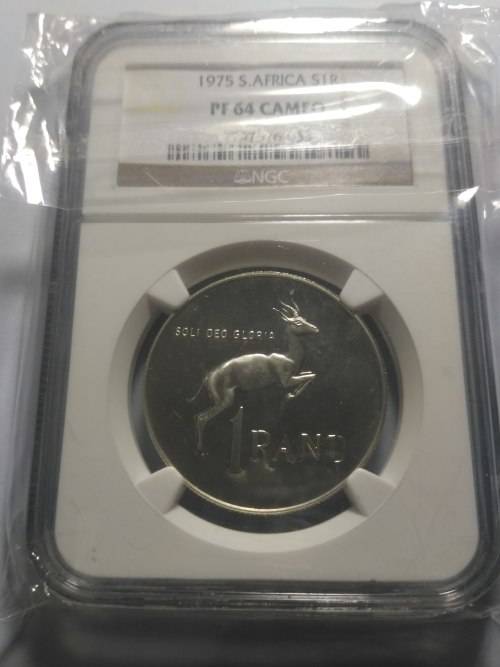 1975 S.AFRICA S1R
PF 64 CAMEO
NGC
SOLI DEO GLORIA
1 RAND